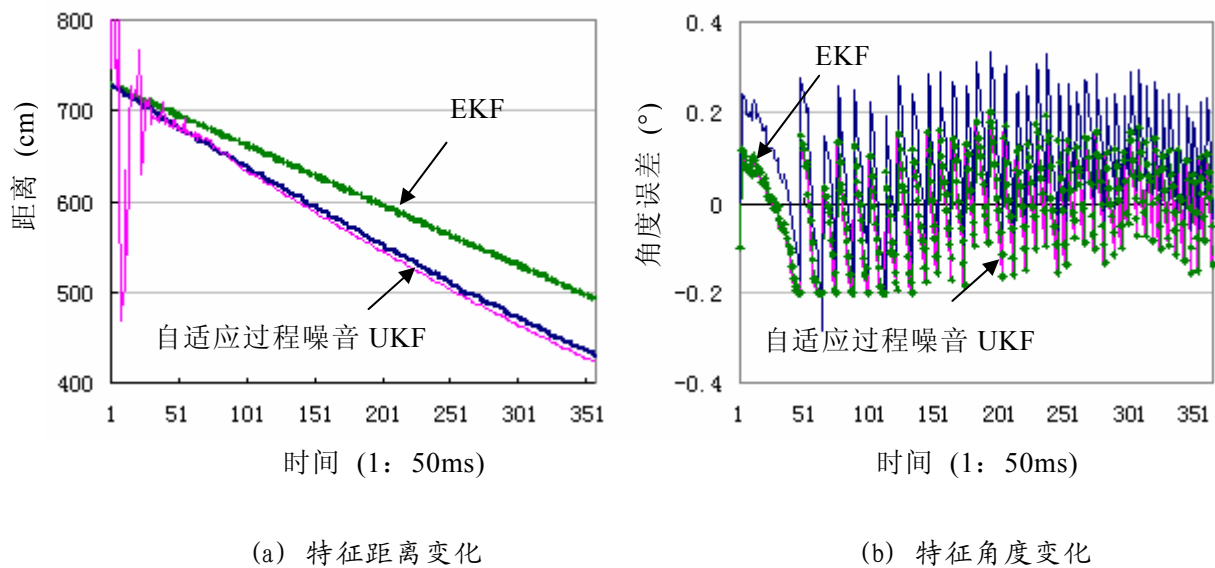 800
700
600
500
400
距离 (cm)
EKF
自适应过程噪音 UKF
1 51 101 151 201 251 301 351
时间 (1: 50ms)
(a) 特征距离变化
0.4
0.2
0
-0.2
-0.4
角度误差 (°)
EKF
自适应过程噪音 UKF
1 51 101 151 201 251 301 351
时间 (1: 50ms)
(b) 特征角度变化